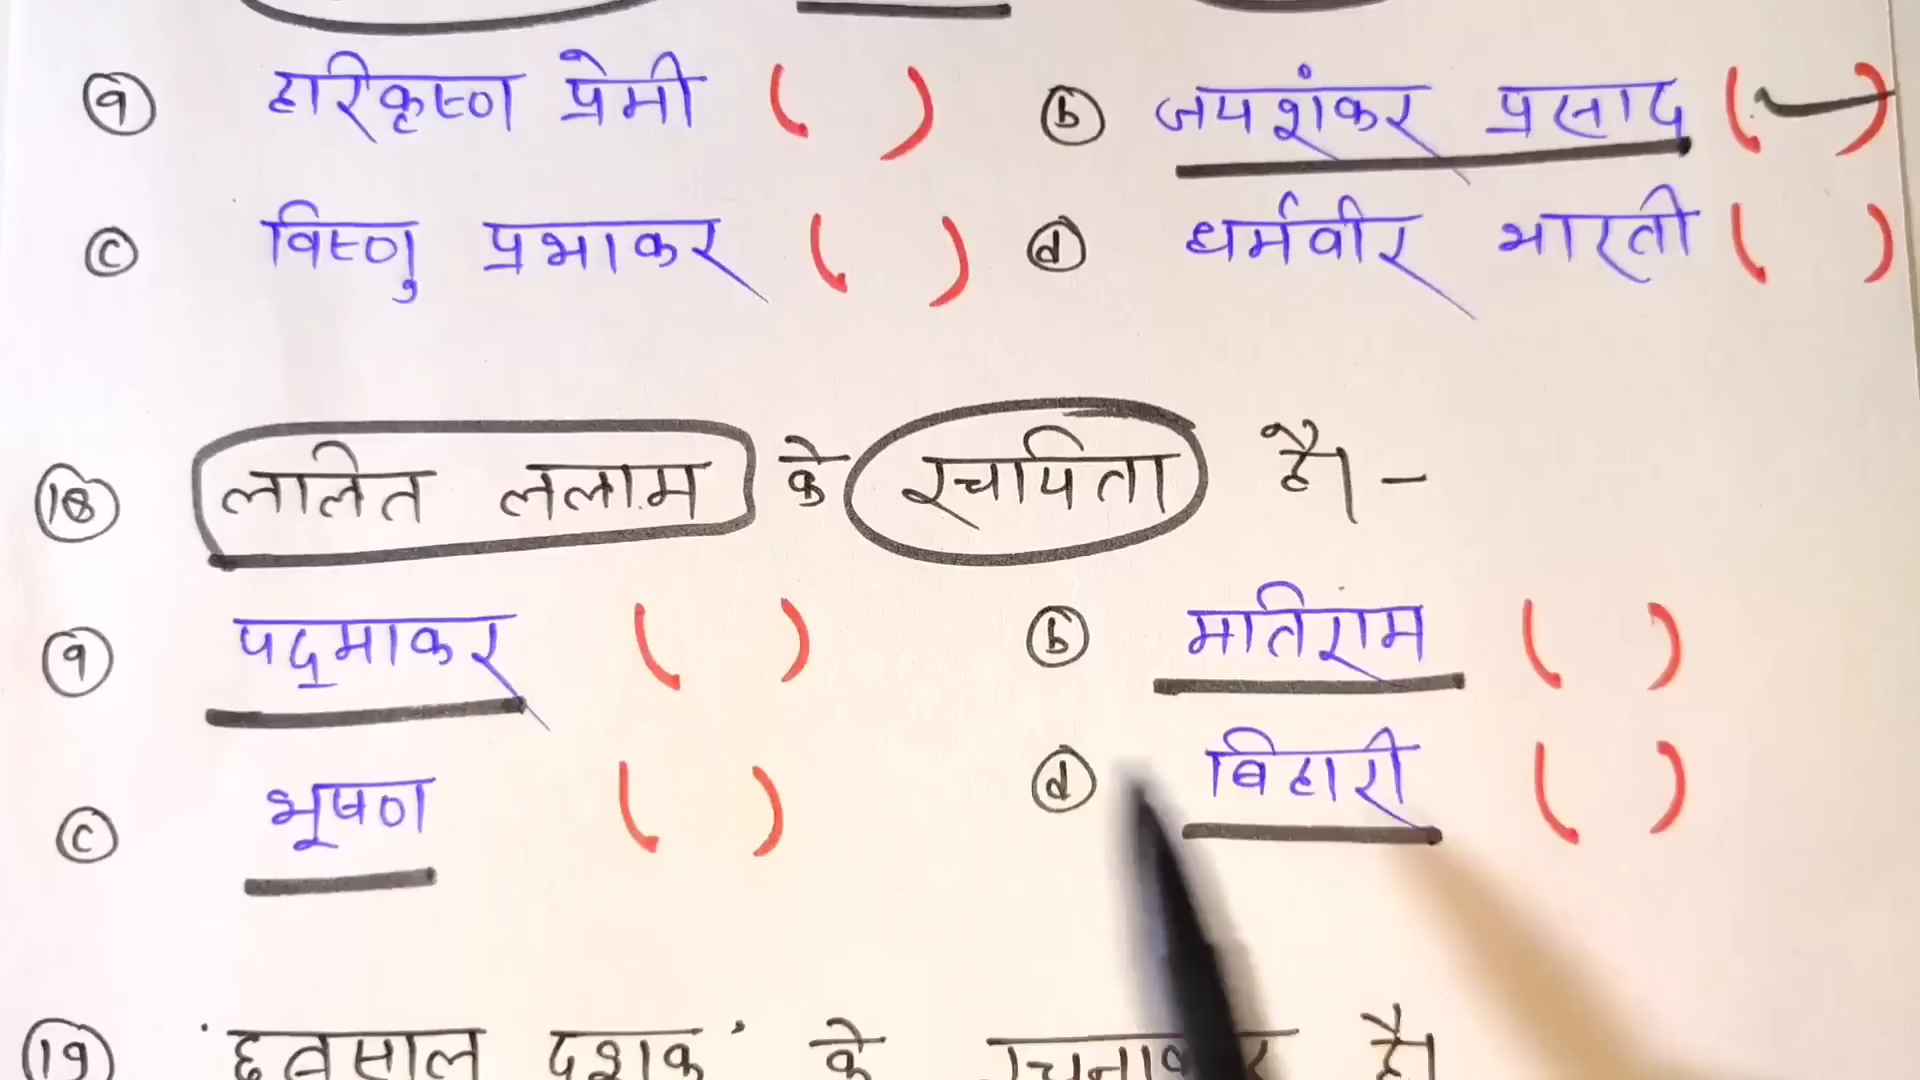 (a) हरिकृष्ण प्रेमी ( ) (b) जयशंकर प्रसाद (✓)
(c) विष्णु प्रभाकर ( ) (d) धर्मवीर भारती ( )
(18) ललित ललाम के रचयिता है। -
(a) पद्माकर ( ) (b) मतिराम ( )
(c) भूषण ( ) (d) बिहारी ( )
(19) 'छत्रसाल दशक' के रचनाकार है।